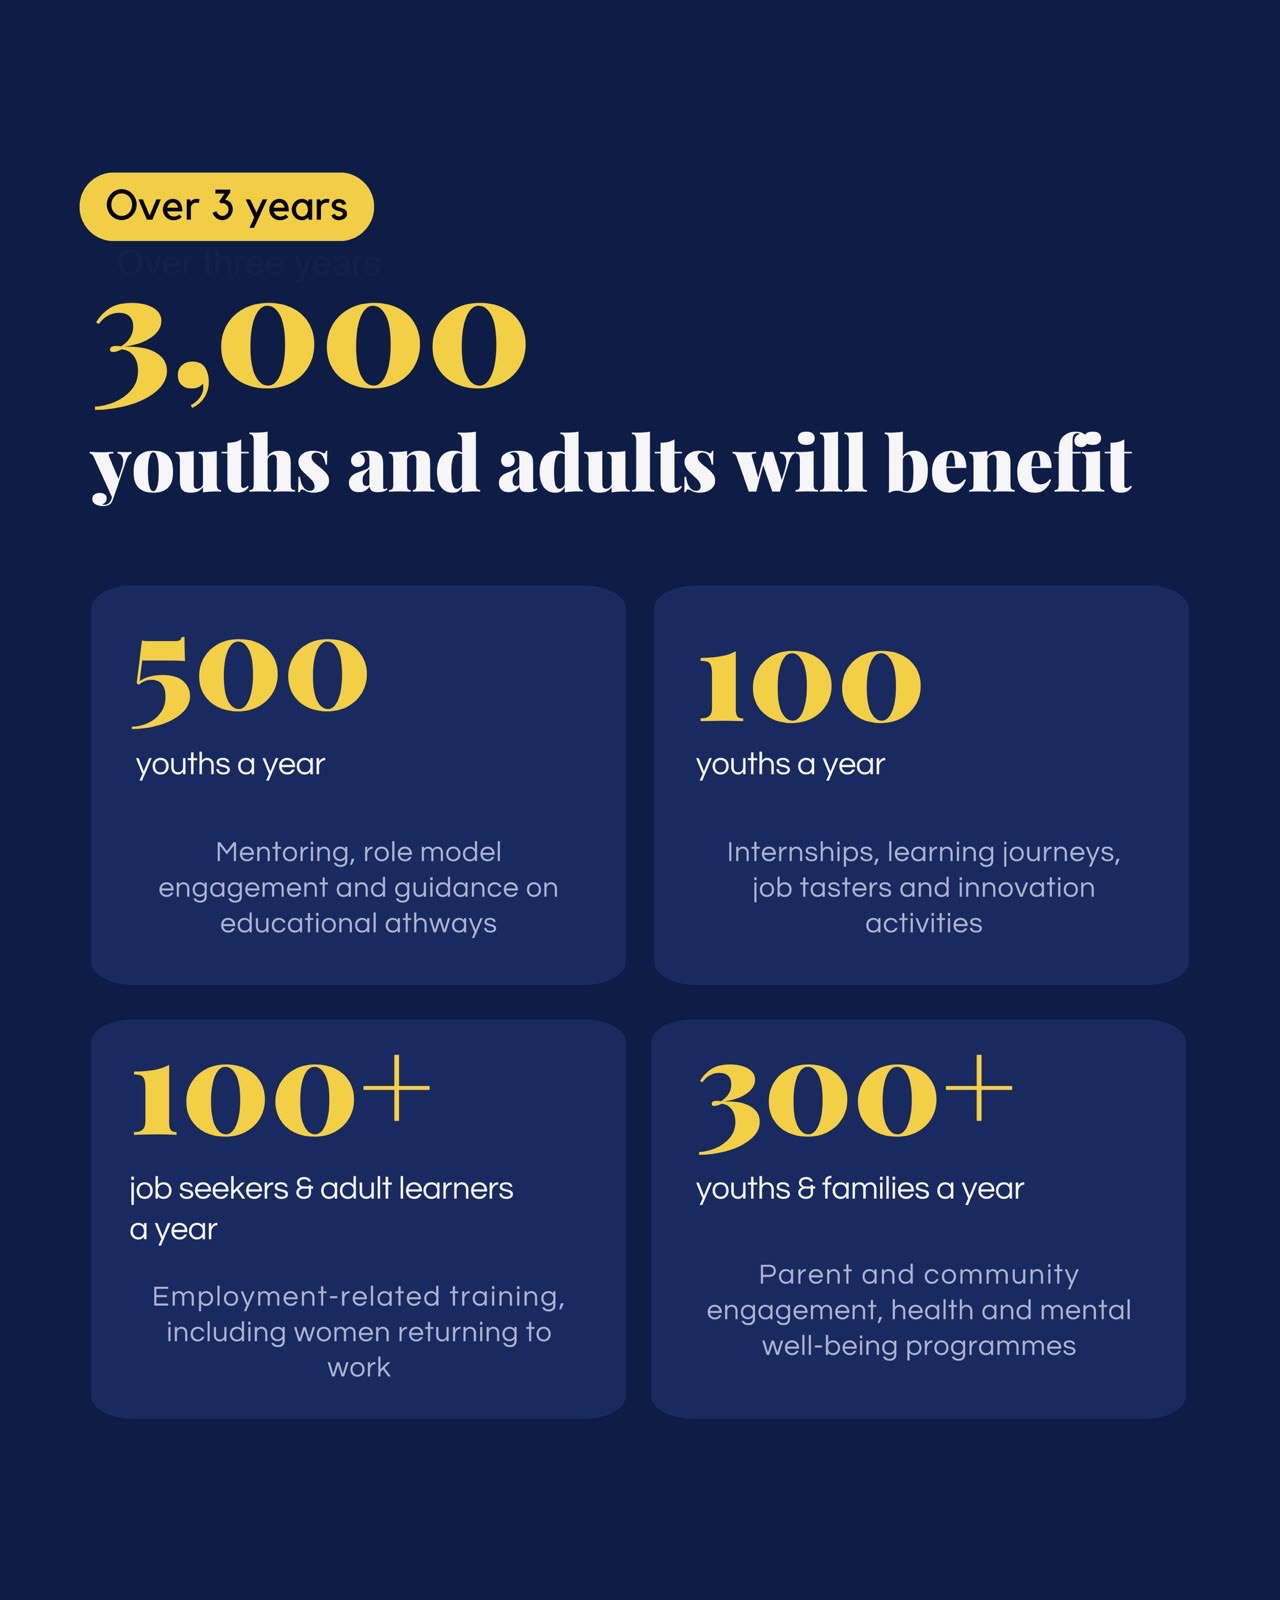 Over 3 years
Over three years
3,000
youths and adults will benefit
500
youths a year
Mentoring, role model
engagement and guidance on
educational athways
100
youths a year
Internships, learning journeys,
job tasters and innovation
activities
100+
job seekers & adult learners
a year
Employment-related training,
including women returning to
work
300+
youths & families a year
Parent and community
engagement, health and mental
well-being programmes